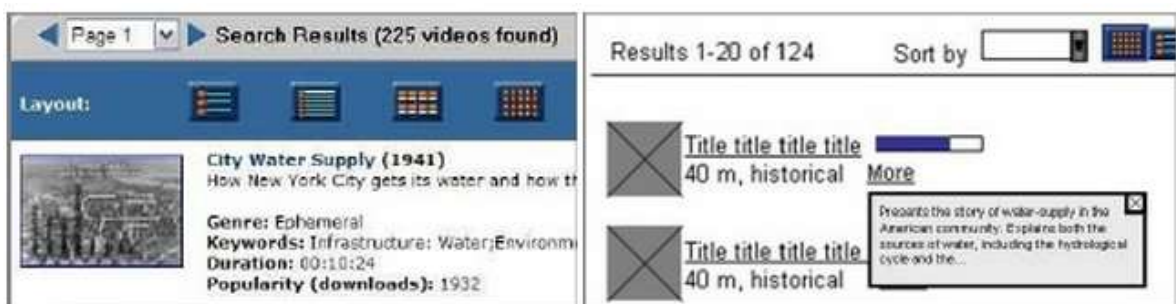 Page 1 Search Results (225 videos found)
Layout:
City Water Supply (1941)
How New York City gets its water and how th
Genre: Ephemeral
Keywords: Infrastructure: Water;Environm
Duration: 00:10:24
Popularity (downloads): 1932
Results 1-20 of 124 Sort by
Title title title title
40 m, historical More
Presents the story of water-supply in the
American community. Explains both the
sources of water, including the hydrological
cycle and the...
Title title title title
40 m, historical